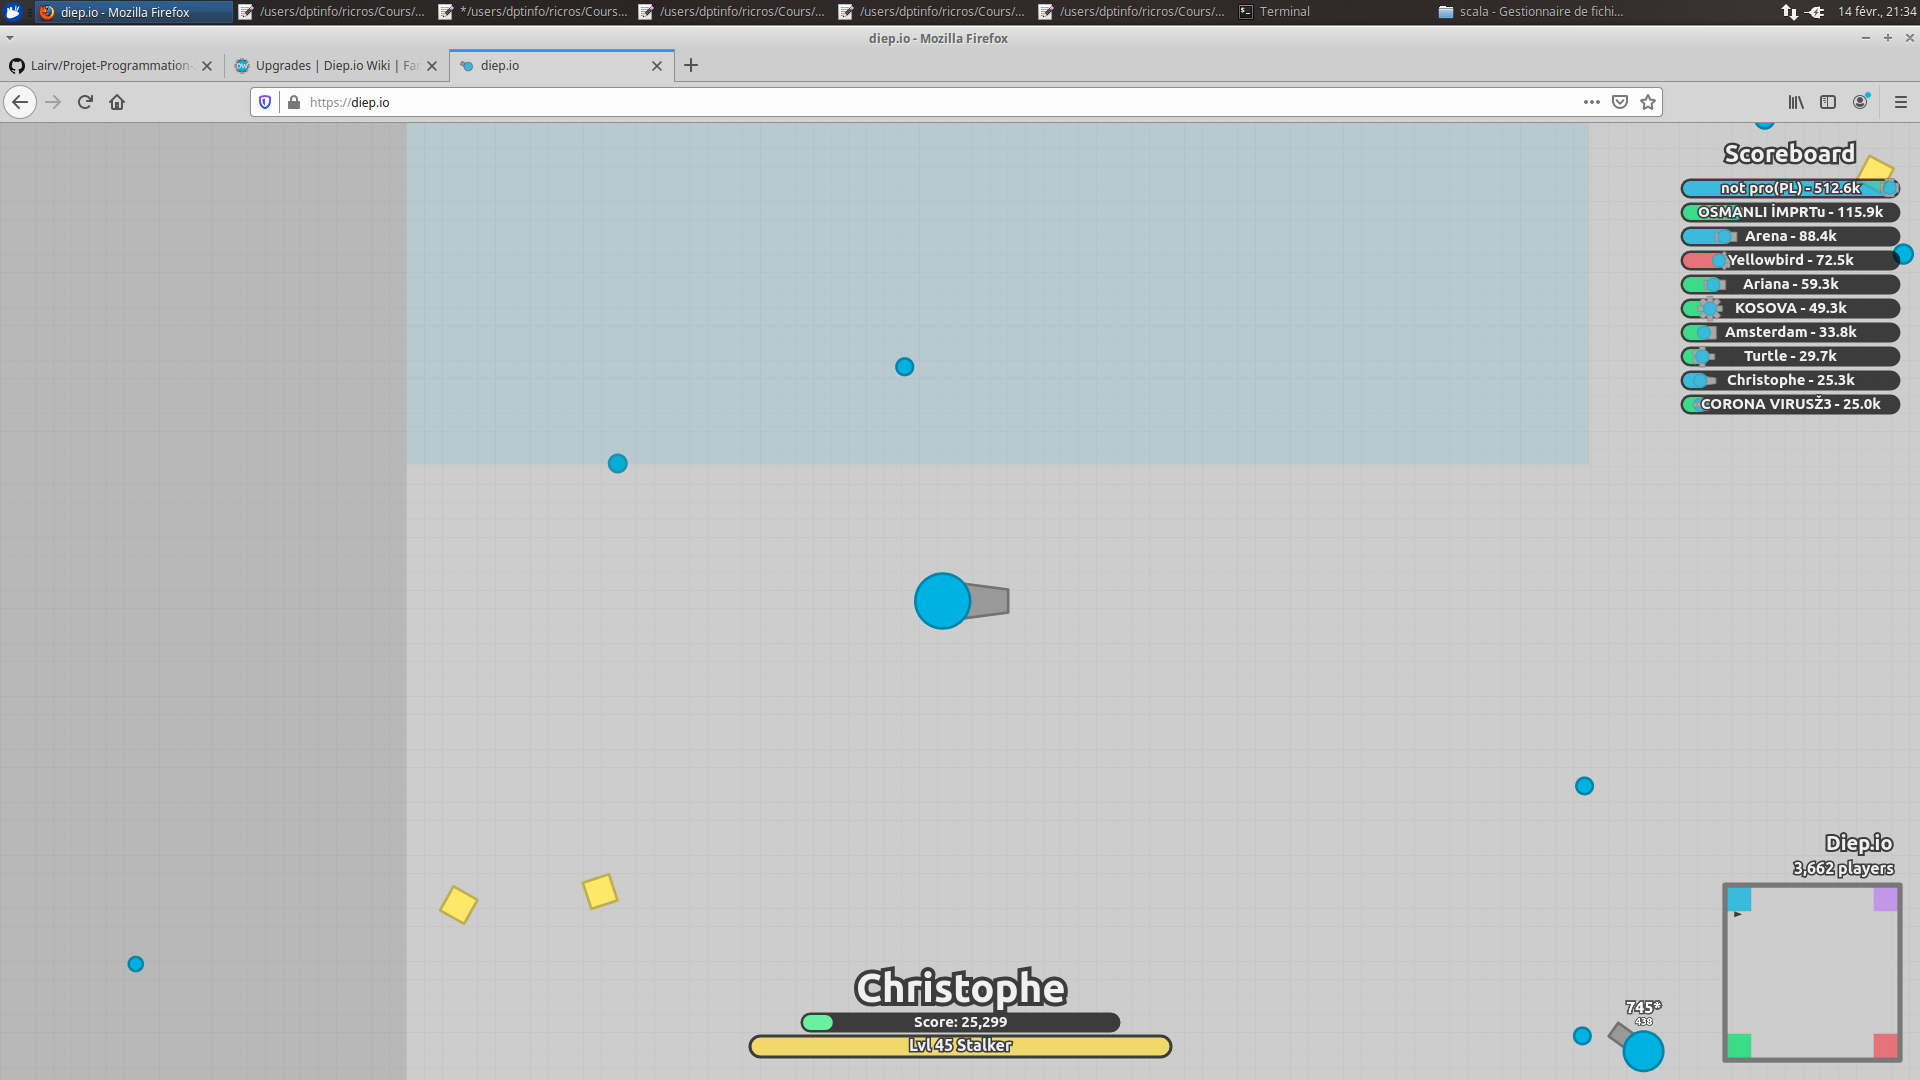 diep.io - Mozilla Firefox
/users/dptinfo/ricros/Cours/...
*/users/dptinfo/ricros/Cours...
/users/dptinfo/ricros/Cours/...
/users/dptinfo/ricros/Cours/...
/users/dptinfo/ricros/Cours/...
Terminal
scala - Gestionnaire de fichi...
14 févr., 21:34
diep.io - Mozilla Firefox
Lairv/Projet-Programmation-
Upgrades | Diep.io Wiki | Fa
diep.io
https://diep.io
Scoreboard
not pro(PL) - 512.6k
OSMANLI İMPRTu - 115.9k
Arena - 88.4k
Yellowbird - 72.5k
Ariana - 59.3k
KOSOVA - 49.3k
Amsterdam - 33.8k
Turtle - 29.7k
Christophe - 25.3k
CORONA VIRUSŽ3 - 25.0k
Diep.io
3,662 players
745*
438
Christophe
Score: 25,299
Lvl 45 Stalker